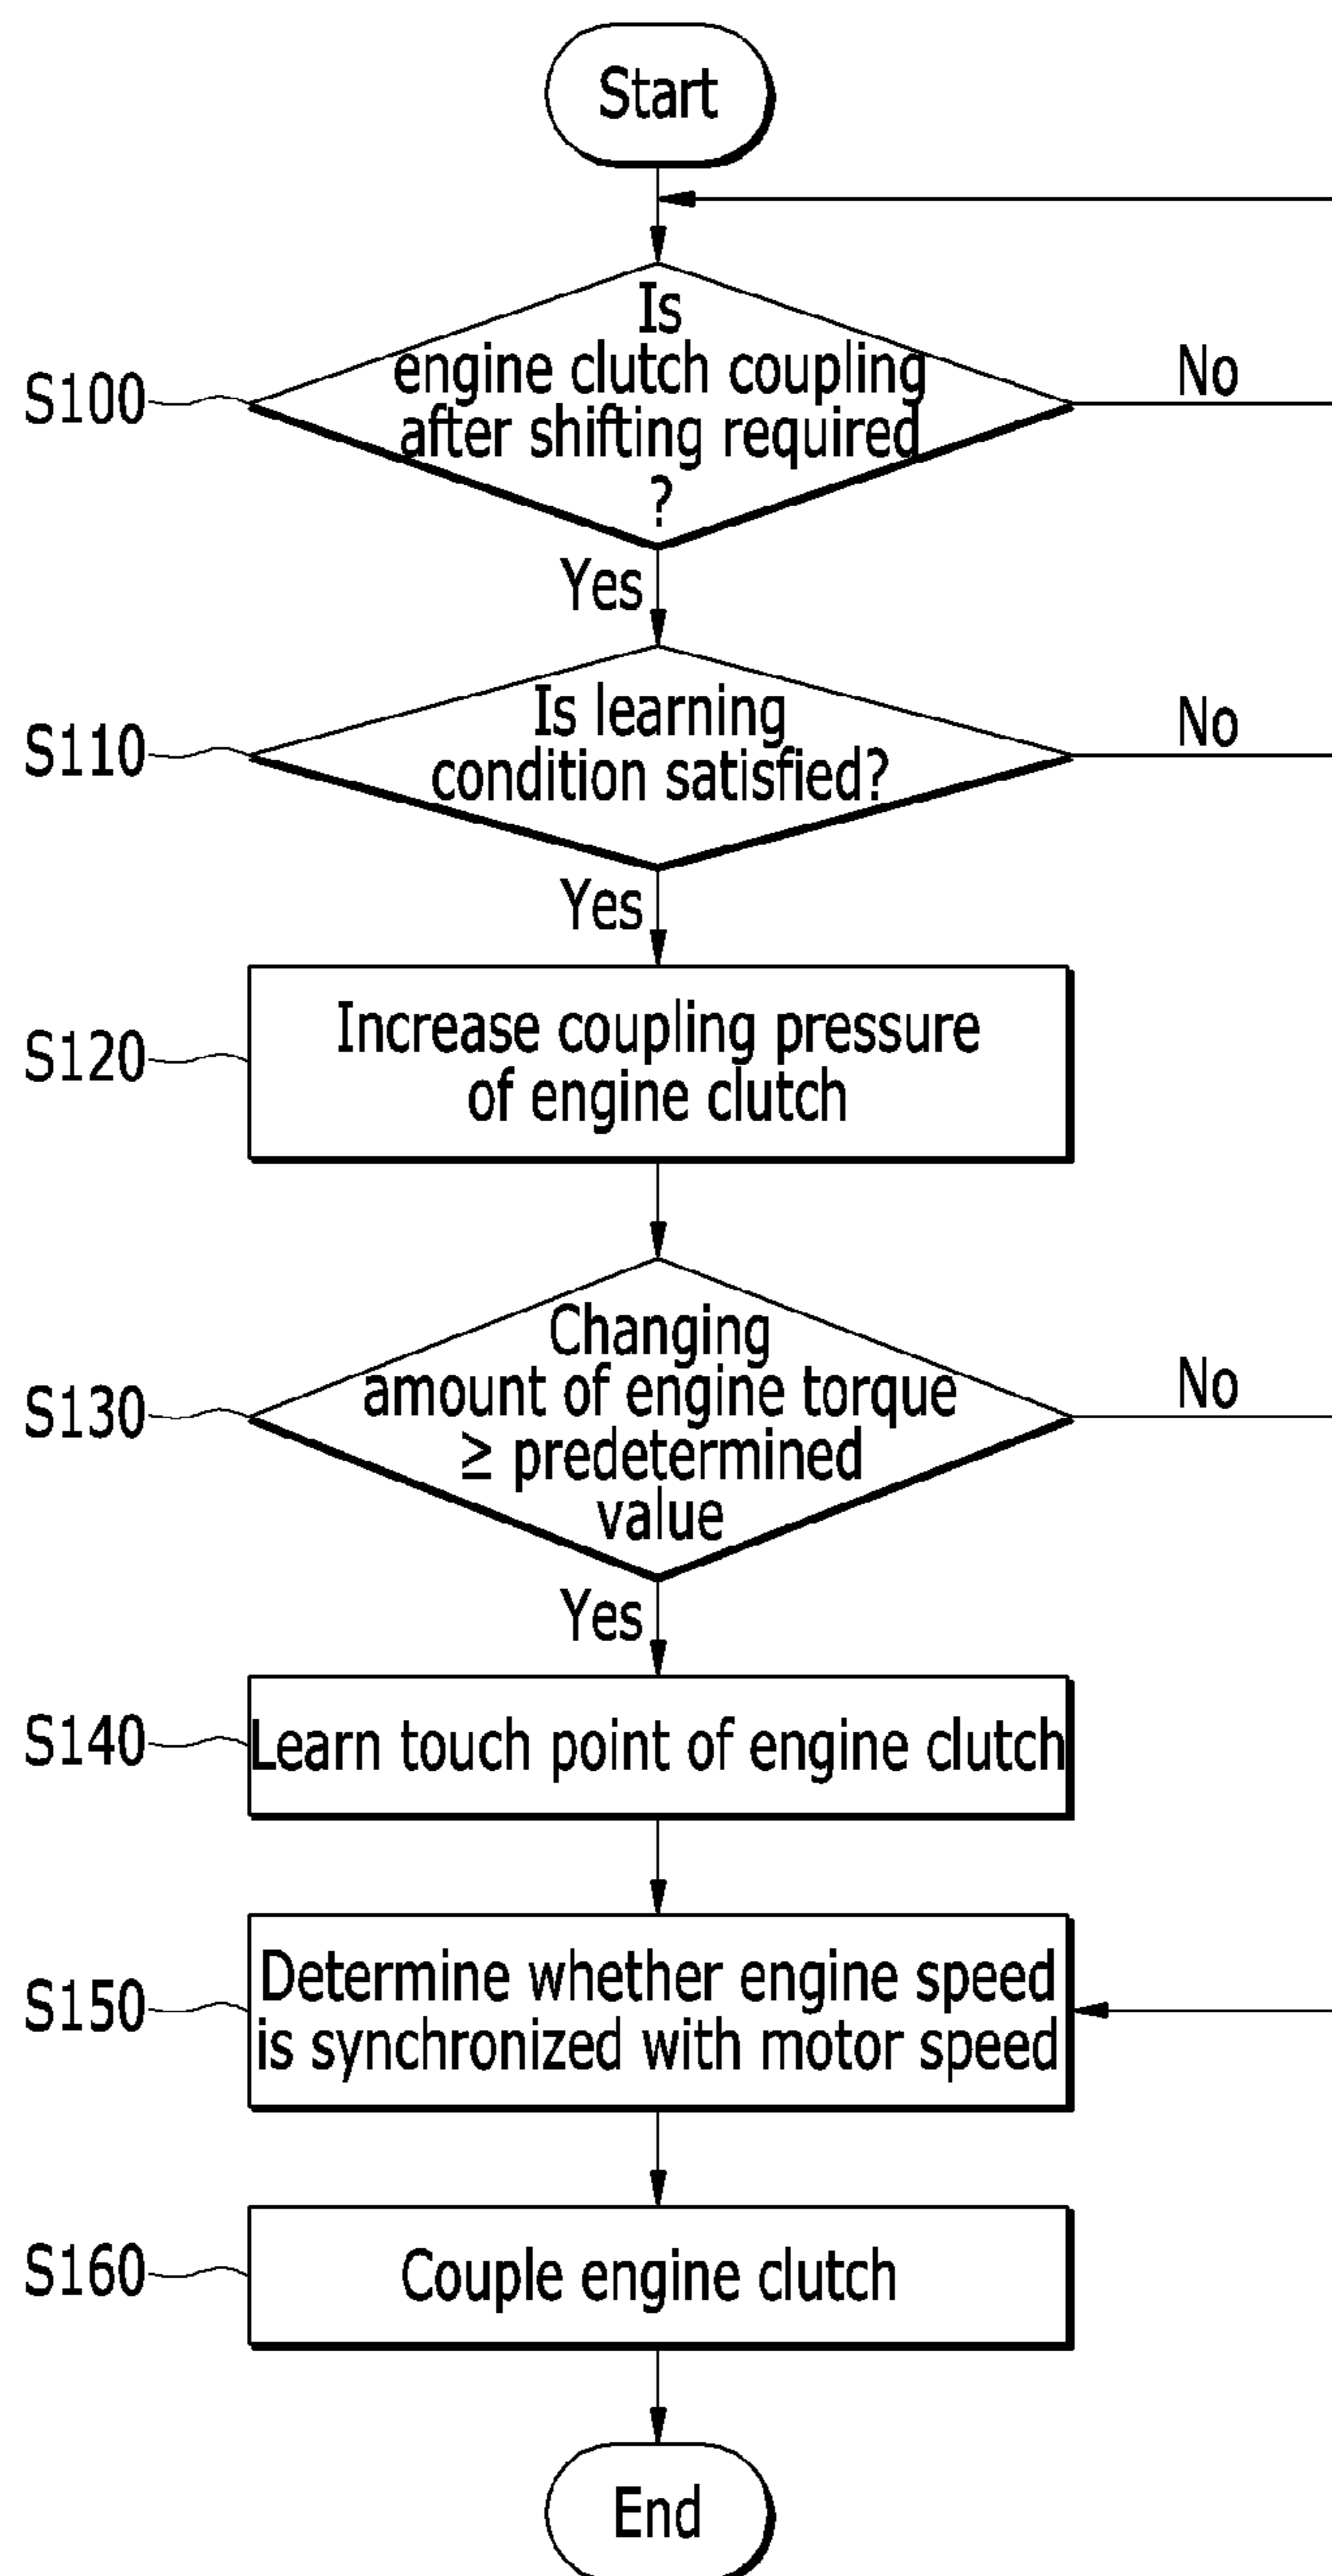 Start
Is
engine clutch coupling
after shifting required
?
S100
No
Yes
Is learning
condition satisfied?
S110
No
Yes
Increase coupling pressure
of engine clutch
S120
Changing
amount of engine torque
≥ predetermined
value
S130
No
Yes
Learn touch point of engine clutch
S140
Determine whether engine speed
is synchronized with motor speed
S150
Couple engine clutch
S160
End